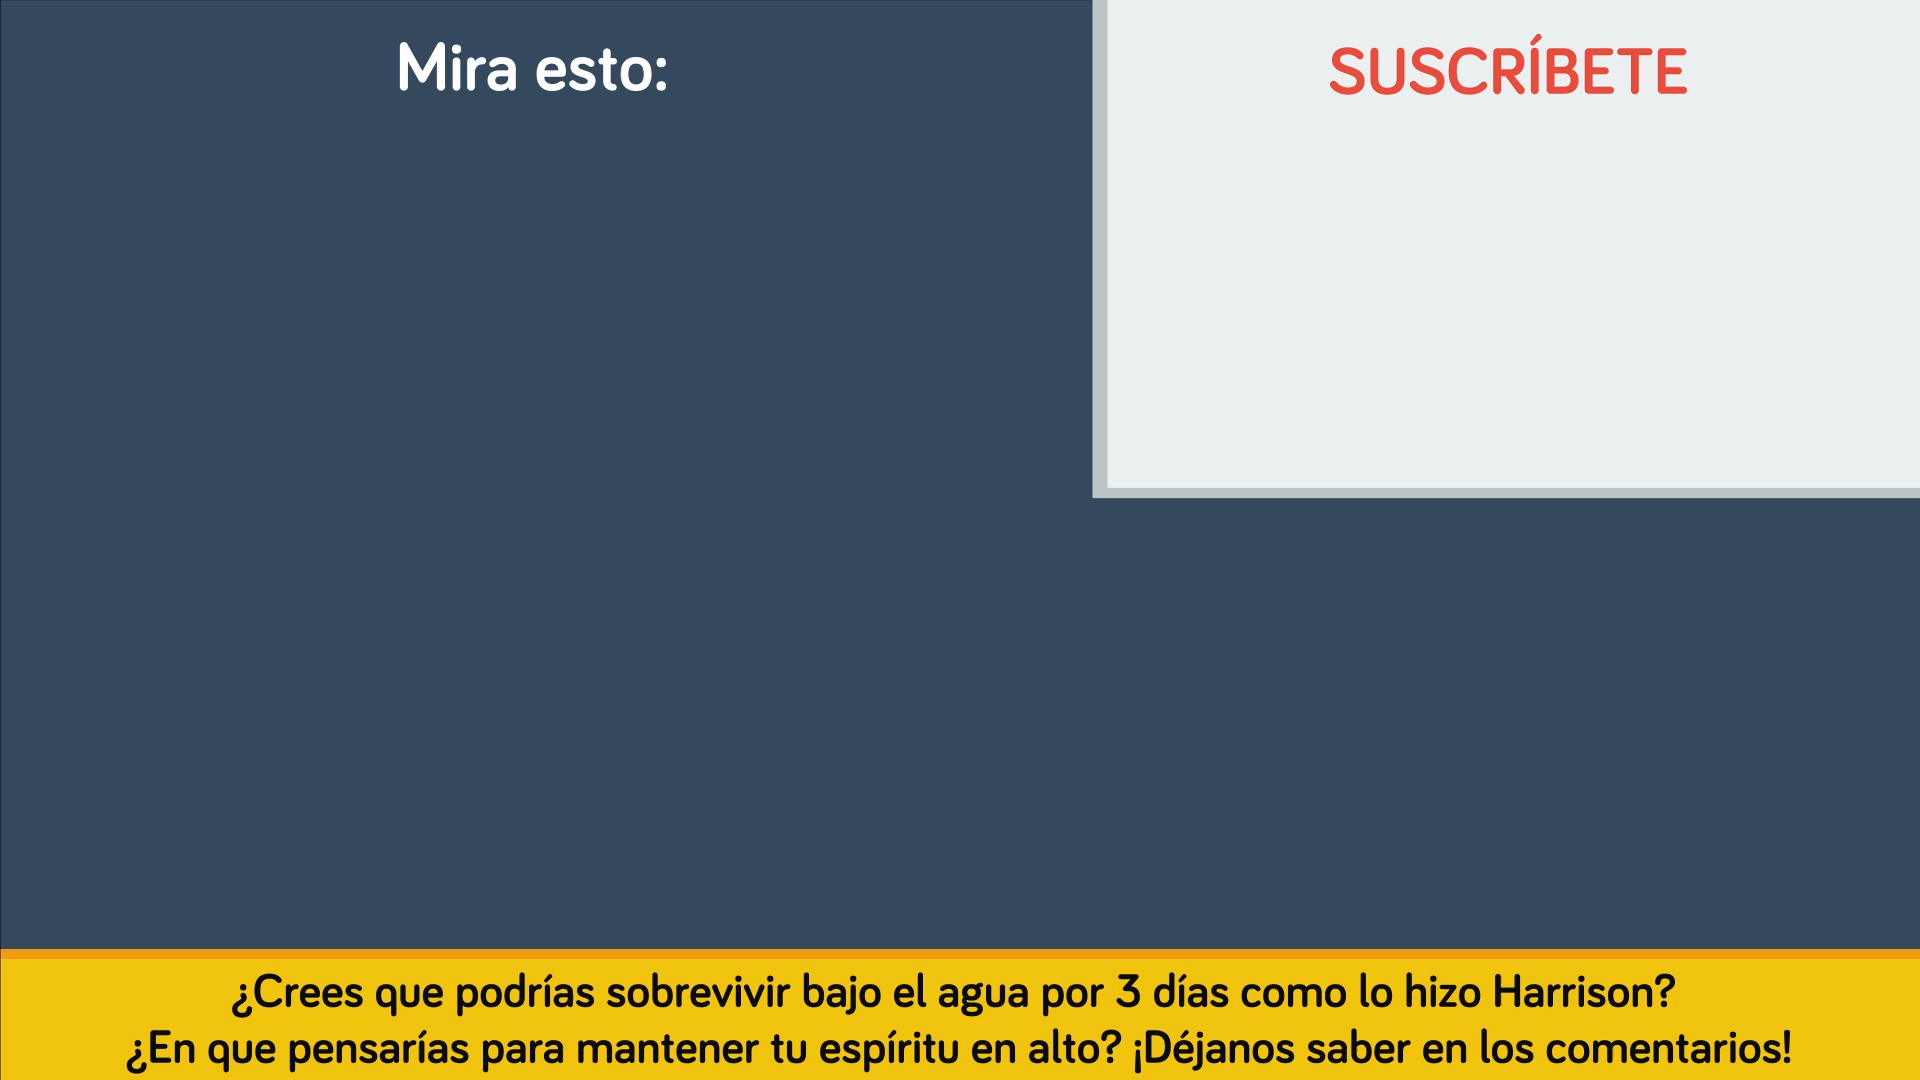 Mira esto:
SUSCRÍBETE
¿Crees que podrías sobrevivir bajo el agua por 3 días como lo hizo Harrison?
¿En que pensarías para mantener tu espíritu en alto? ¡Déjanos saber en los comentarios!